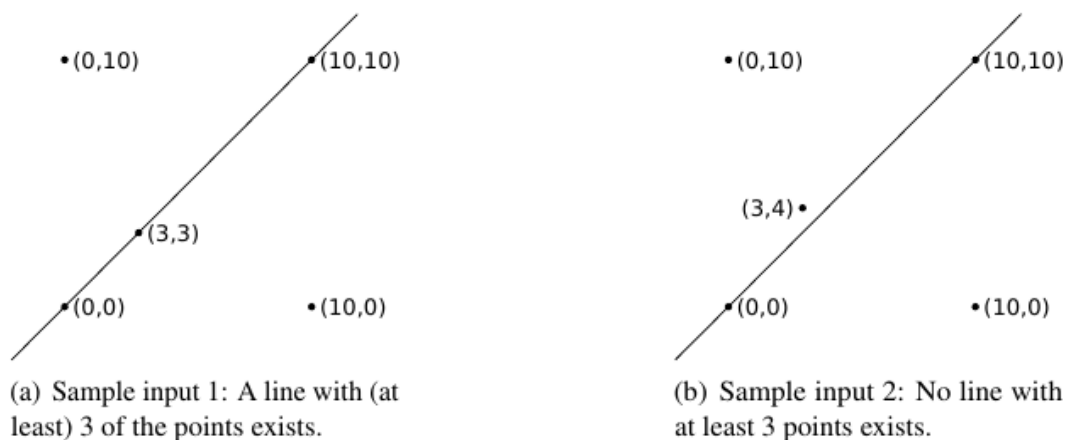 (0,10)
(10,10)
(3,3)
(0,0)
(10,0)
(a) Sample input 1: A line with (at
least) 3 of the points exists.
(0,10)
(10,10)
(3,4)
(0,0)
(10,0)
(b) Sample input 2: No line with
at least 3 points exists.